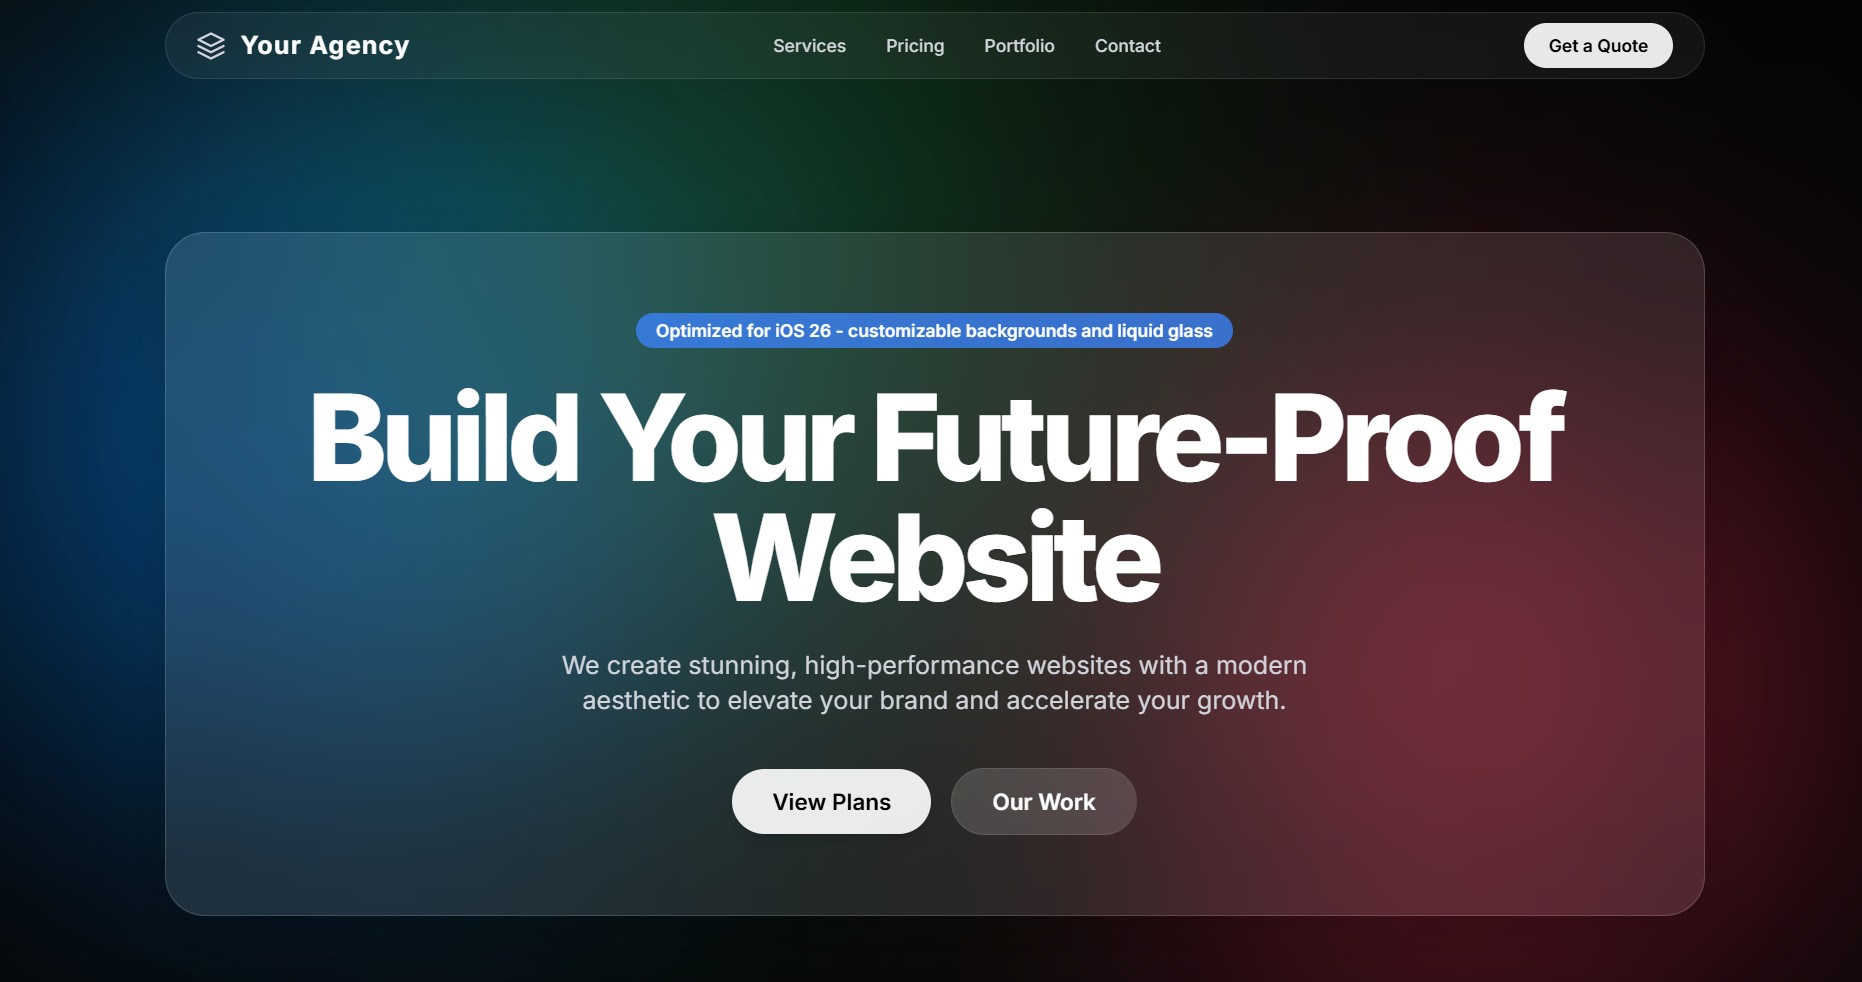 Your Agency
Services
Pricing
Portfolio
Contact
Get a Quote
Optimized for iOS 26 - customizable backgrounds and liquid glass
Build Your Future-Proof
Website
We create stunning, high-performance websites with a modern
aesthetic to elevate your brand and accelerate your growth.
View Plans
Our Work